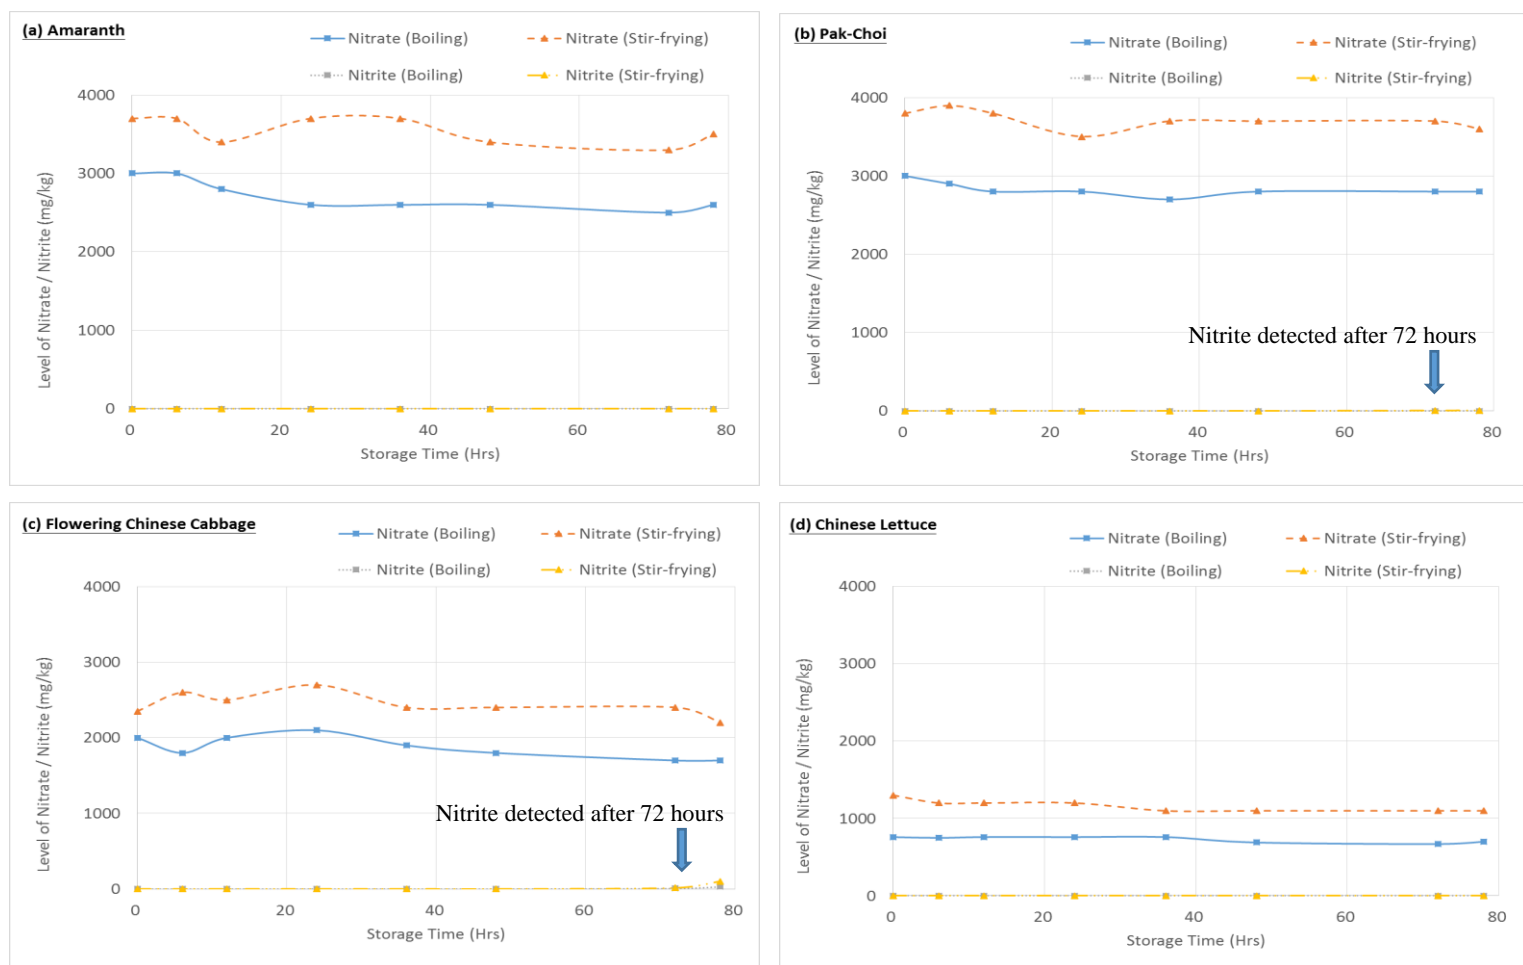 (a) Amaranth
Nitrate (Boiling)
Nitrate (Stir-frying)
Nitrite (Boiling)
Nitrite (Stir-frying)
4000
3000
2000
1000
0
Level of Nitrate / Nitrite (mg/kg)
0 20 40 60 80
Storage Time (Hrs)
(b) Pak-Choi
Nitrate (Boiling)
Nitrate (Stir-frying)
Nitrite (Boiling)
Nitrite (Stir-frying)
4000
3000
2000
1000
0
Level of Nitrate / Nitrite (mg/kg)
Nitrite detected after 72 hours
0 20 40 60 80
Storage Time (Hrs)
(c) Flowering Chinese Cabbage
Nitrate (Boiling)
Nitrate (Stir-frying)
Nitrite (Boiling)
Nitrite (Stir-frying)
4000
3000
2000
1000
0
Level of Nitrate / Nitrite (mg/kg)
Nitrite detected after 72 hours
0 20 40 60 80
Storage Time (Hrs)
(d) Chinese Lettuce
Nitrate (Boiling)
Nitrate (Stir-frying)
Nitrite (Boiling)
Nitrite (Stir-frying)
4000
3000
2000
1000
0
Level of Nitrate / Nitrite (mg/kg)
0 20 40 60 80
Storage Time (Hrs)